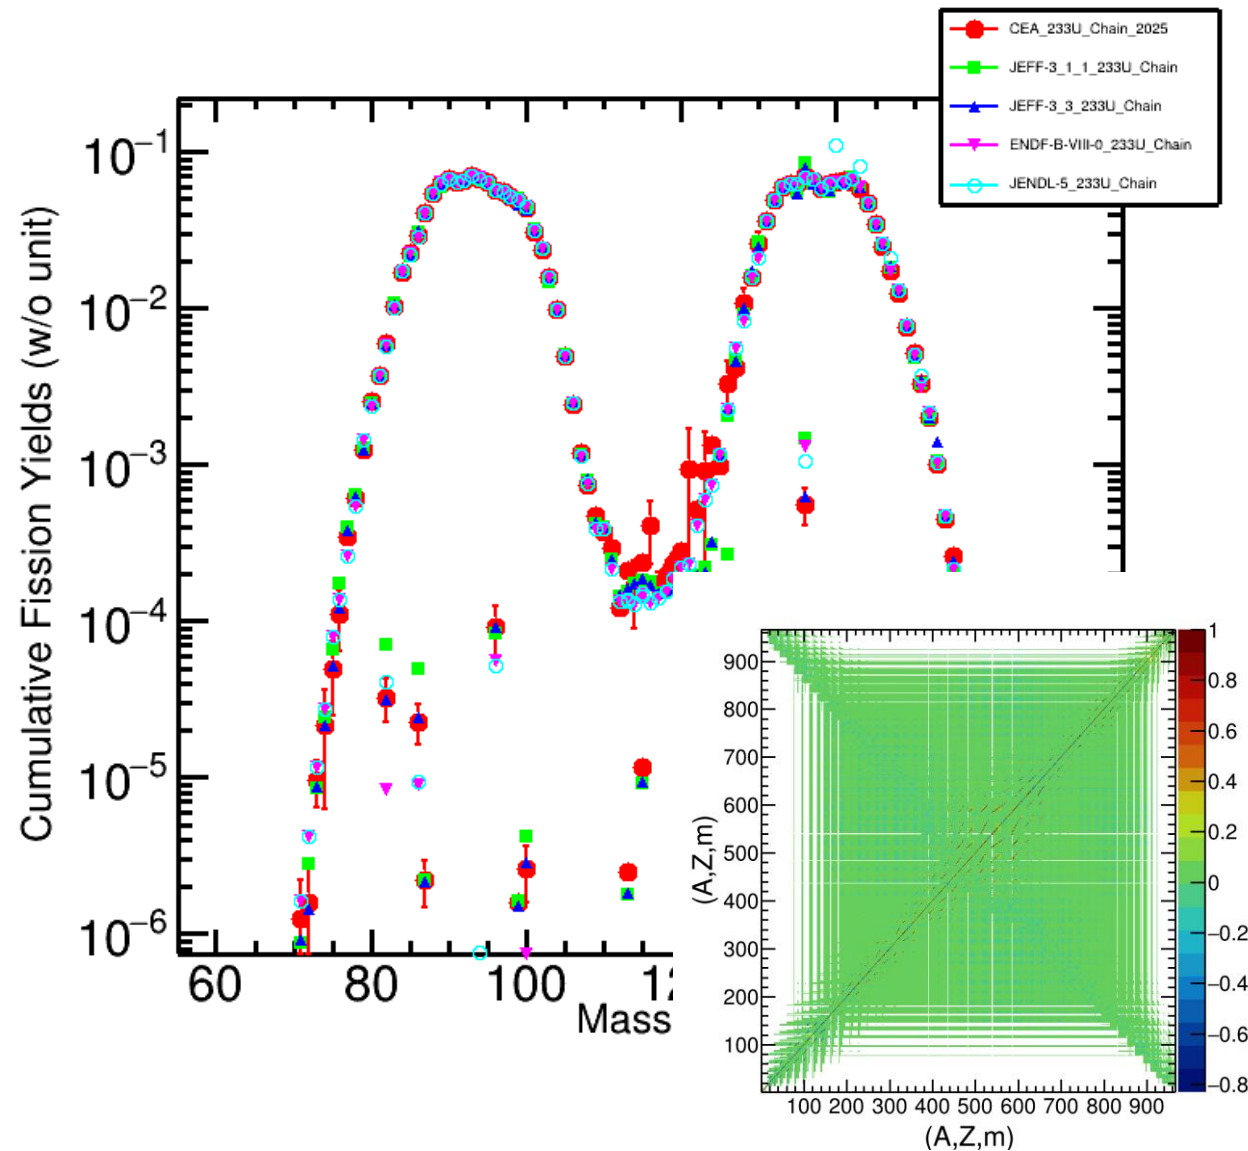 CEA_233U_Chain_2025
JEFF-3_1_1_233U_Chain
JEFF-3_3_233U_Chain
ENDF-B-VIII-0_233U_Chain
JENDL-5_233U_Chain
Cumulative Fission Yields (w/o unit)
10−1
10−2
10−3
10−4
10−5
10−6
60 80 100 12
Mass
(A,Z,m)
900
800
700
600
500
400
300
200
100
100 200 300 400 500 600 700 800 900
(A,Z,m)
1
0.8
0.6
0.4
0.2
0
−0.2
−0.4
−0.6
−0.8